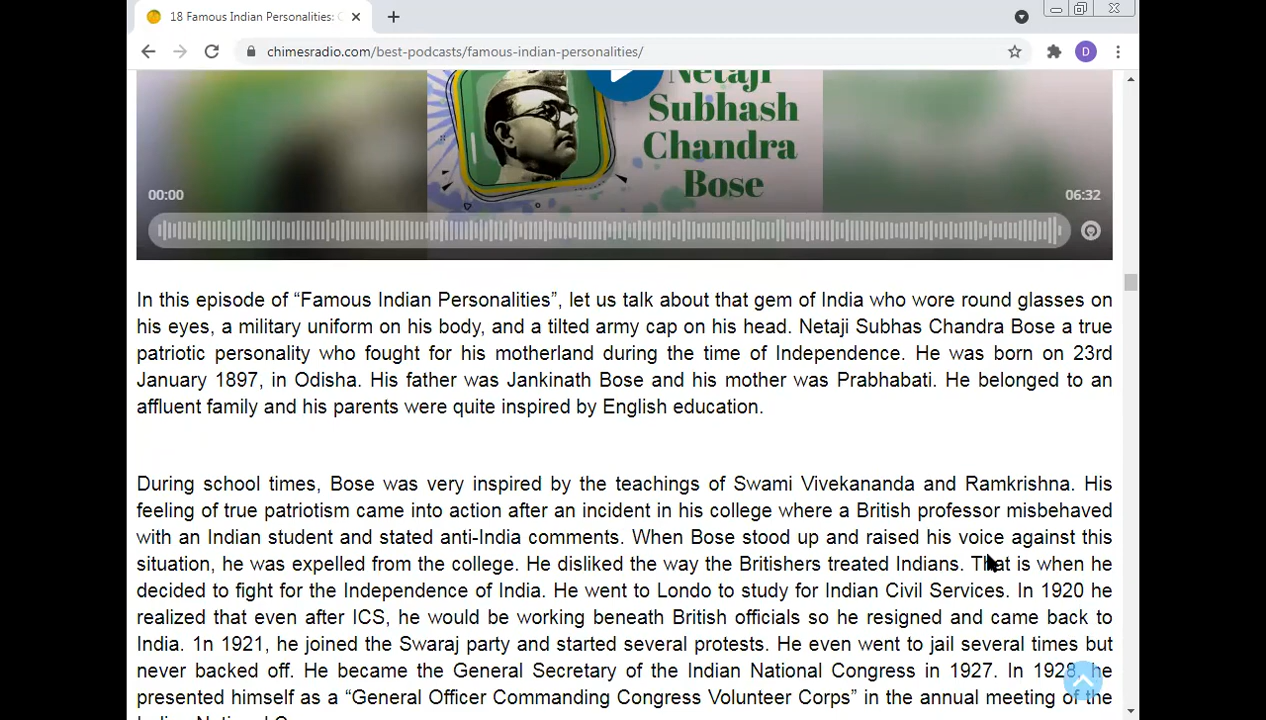 18 Famous Indian Personalities:
chimesradio.com/best-podcasts/famous-indian-personalities/
D
Netaji
Subhash
Chandra
Bose
00:00
06:32
In this episode of “Famous Indian Personalities”, let us talk about that gem of India who wore round glasses on
his eyes, a military uniform on his body, and a tilted army cap on his head. Netaji Subhas Chandra Bose a true
patriotic personality who fought for his motherland during the time of Independence. He was born on 23rd
January 1897, in Odisha. His father was Jankinath Bose and his mother was Prabhabati. He belonged to an
affluent family and his parents were quite inspired by English education.
During school times, Bose was very inspired by the teachings of Swami Vivekananda and Ramkrishna. His
feeling of true patriotism came into action after an incident in his college where a British professor misbehaved
with an Indian student and stated anti-India comments. When Bose stood up and raised his voice against this
situation, he was expelled from the college. He disliked the way the Britishers treated Indians. That is when he
decided to fight for the Independence of India. He went to Londo to study for Indian Civil Services. In 1920 he
realized that even after ICS, he would be working beneath British officials so he resigned and came back to
India. 1n 1921, he joined the Swaraj party and started several protests. He even went to jail several times but
never backed off. He became the General Secretary of the Indian National Congress in 1927. In 1928, he
presented himself as a “General Officer Commanding Congress Volunteer Corps” in the annual meeting of the